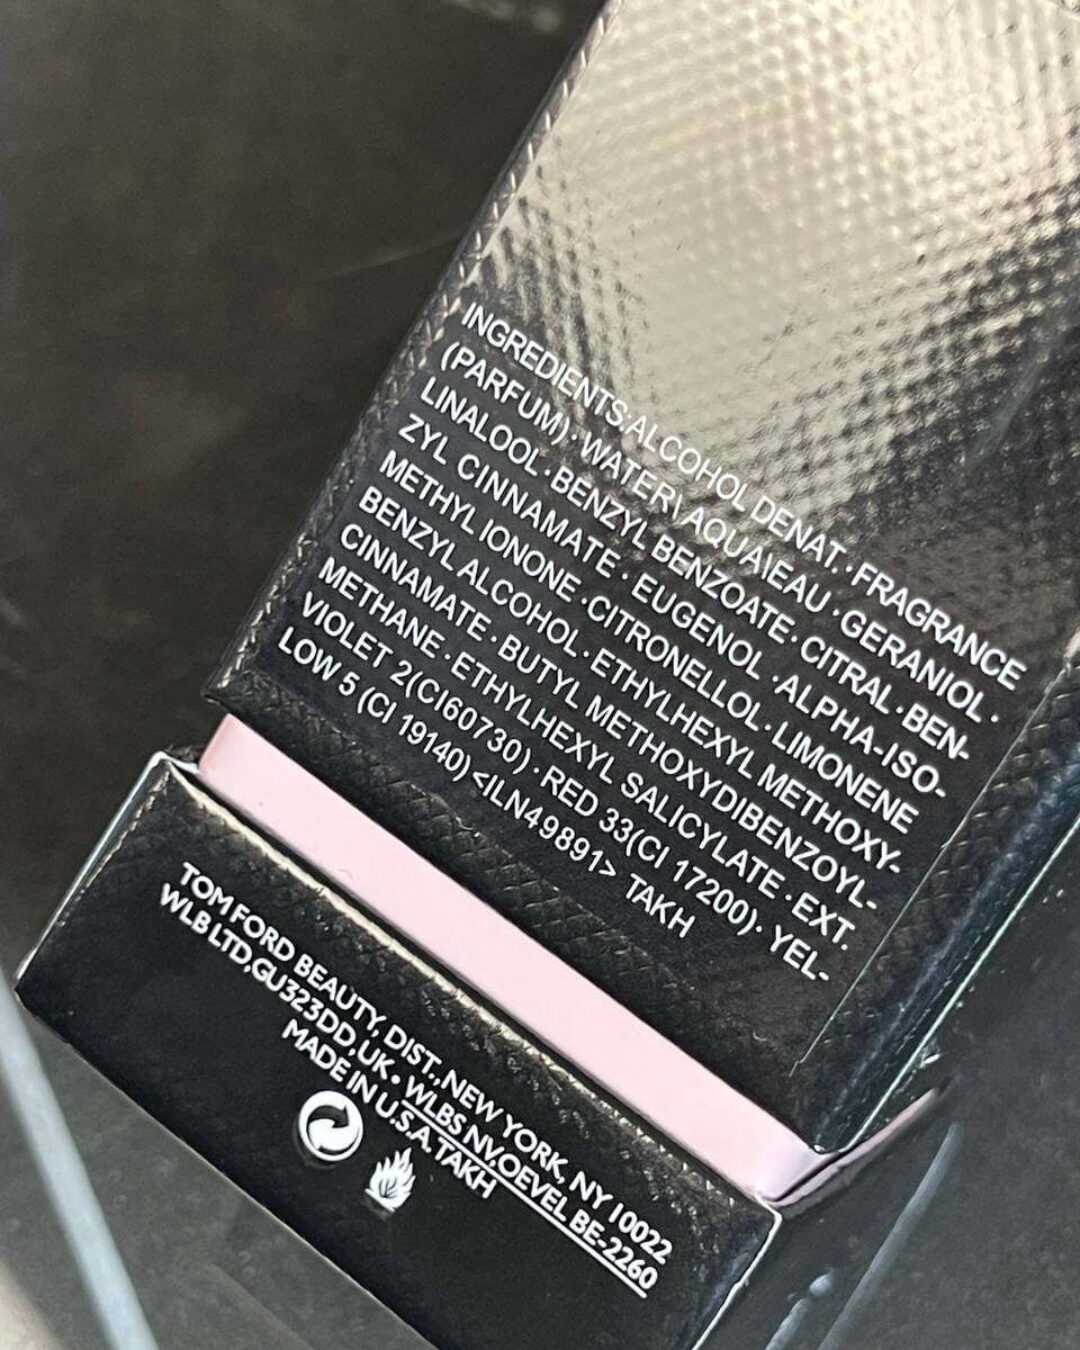 INGREDIENTS:ALCOHOL DENAT.·FRAGRANCE
(PARFUM)·WATER\AQUA\EAU·GERANIOL·
LINALOOL·BENZYL BENZOATE·CITRAL·BEN-
ZYL CINNAMATE·EUGENOL·ALPHA-ISO-
METHYL IONONE·CITRONELLOL·LIMONENE
BENZYL ALCOHOL·ETHYLHEXYL METHOXY-
CINNAMATE·BUTYL METHOXYDIBENZOYL-
METHANE·ETHYLHEXYL SALICYLATE·EXT.
VIOLET 2(CI60730)·RED 33(CI 17200)·YEL-
LOW 5 (CI 19140) <ILN49891> TAKH
TOM FORD BEAUTY, DIST., NEW YORK, NY 10022
WLB LTD,GU323DD,UK•WLBS NV,OEVEL BE-2260
MADE IN U.S.A.TAKH